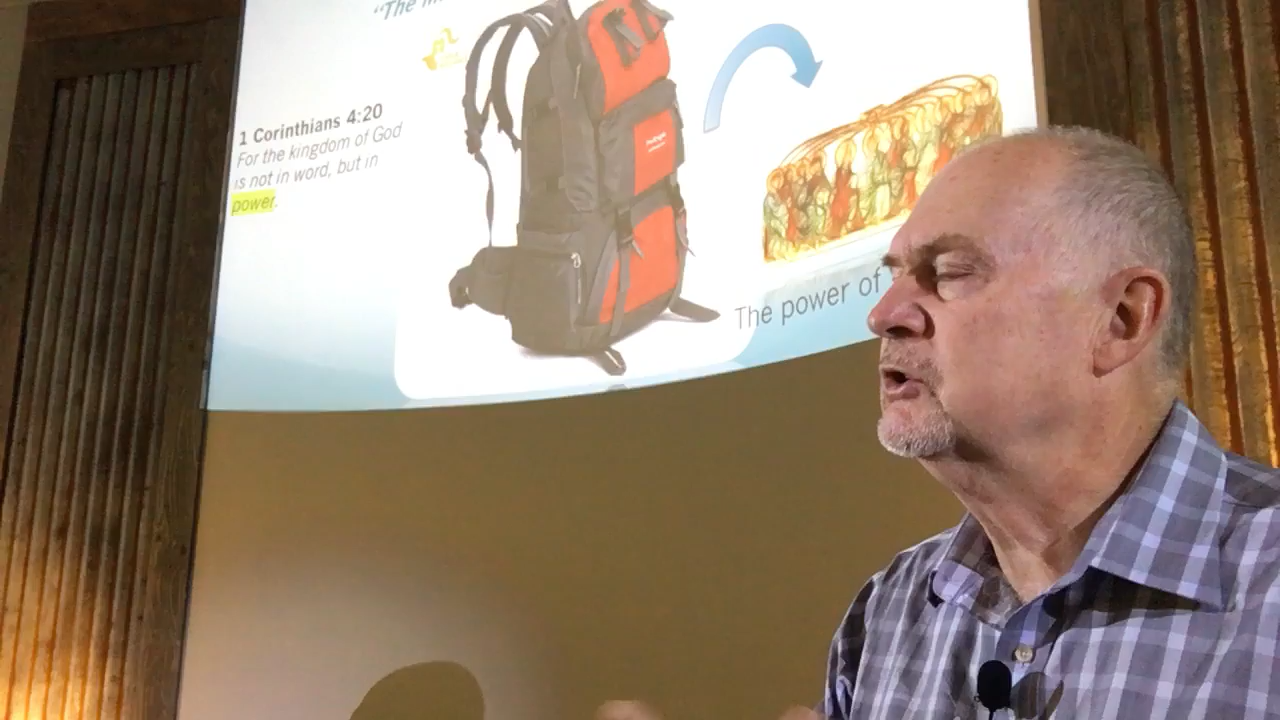 “The
1 Corinthians 4:20
For the kingdom of God
is not in word, but in
power.
The power of